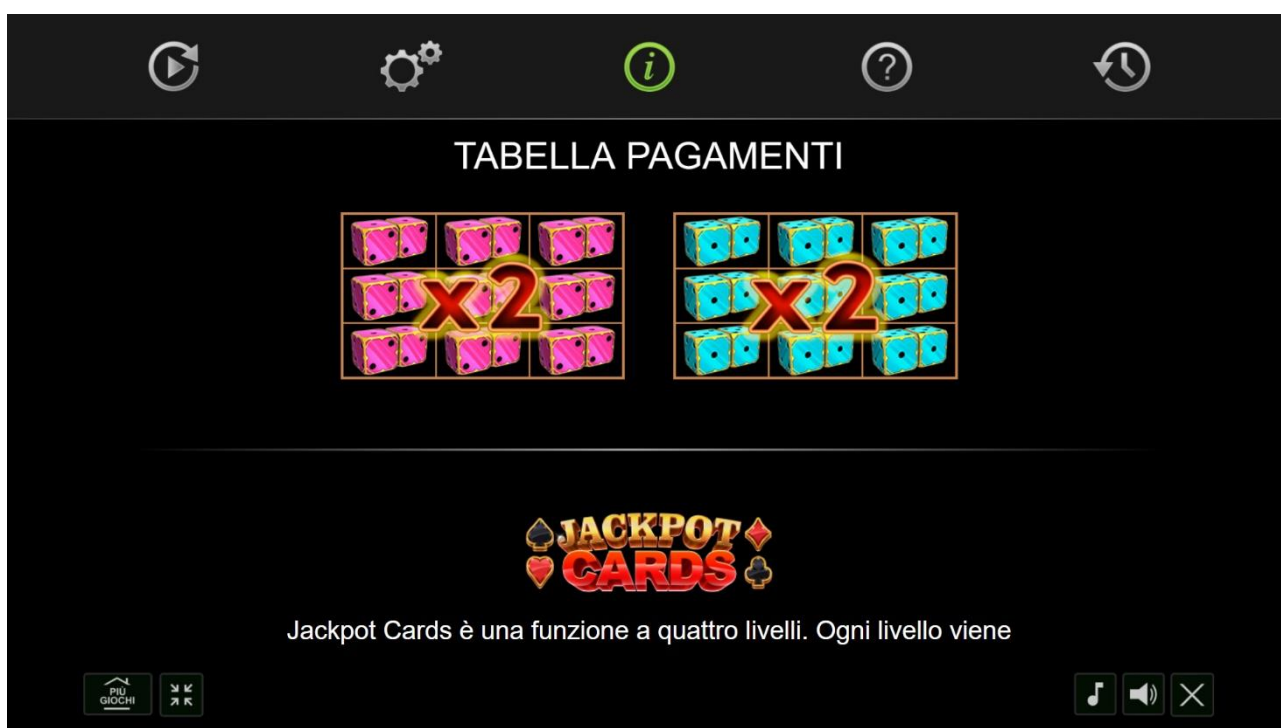 TABELLA PAGAMENTI
x2 x2
JACKPOT
CARDS
Jackpot Cards è una funzione a quattro livelli. Ogni livello viene
PIÙ
GIOCHI